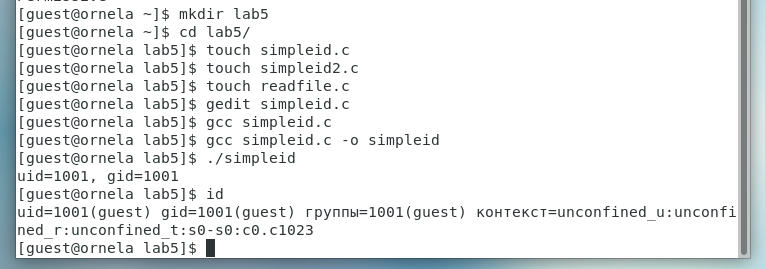 [guest@ornela ~]$ mkdir lab5
[guest@ornela ~]$ cd lab5/
[guest@ornela lab5]$ touch simpleid.c
[guest@ornela lab5]$ touch simpleid2.c
[guest@ornela lab5]$ touch readfile.c
[guest@ornela lab5]$ gedit simpleid.c
[guest@ornela lab5]$ gcc simpleid.c
[guest@ornela lab5]$ gcc simpleid.c -o simpleid
[guest@ornela lab5]$ ./simpleid
uid=1001, gid=1001
[guest@ornela lab5]$ id
uid=1001(guest) gid=1001(guest) группы=1001(guest) контекст=unconfined_u:unconfi
ned_r:unconfined_t:s0-s0:c0.c1023
[guest@ornela lab5]$